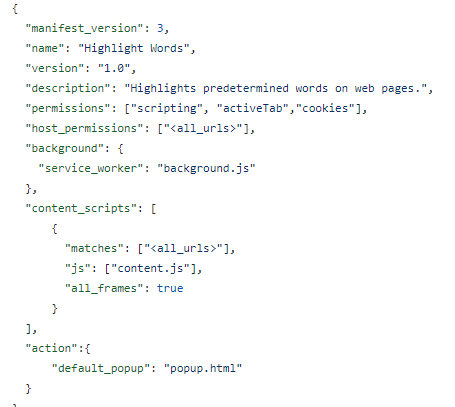 {
"manifest_version": 3,
"name": "Highlight Words",
"version": "1.0",
"description": "Highlights predetermined words on web pages.",
"permissions": ["scripting", "activeTab","cookies"],
"host_permissions": ["<all_urls>"],
"background": {
"service_worker": "background.js"
},
"content_scripts": [
{
"matches": ["<all_urls>"],
"js": ["content.js"],
"all_frames": true
}
],
"action":{
"default_popup": "popup.html"
}
}